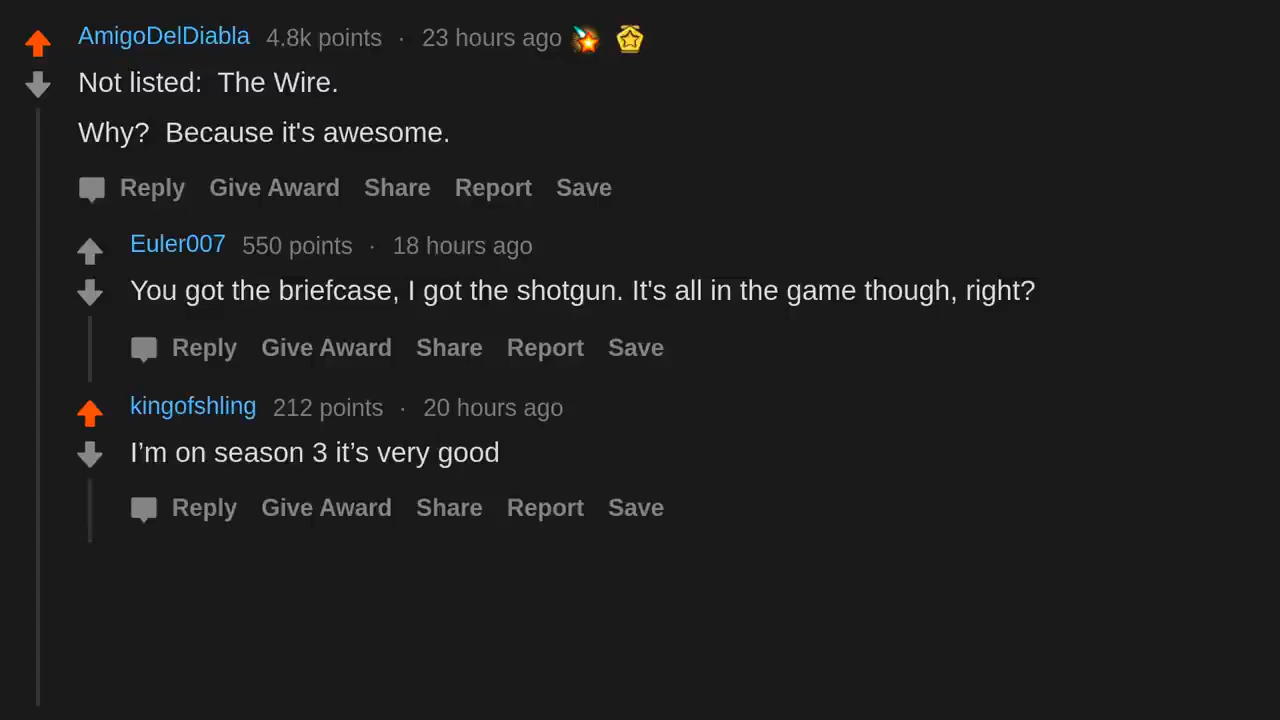 AmigoDelDiabla 4.8k points · 23 hours ago
Not listed:  The Wire.
Why?  Because it's awesome.
Reply Give Award Share Report Save
Euler007 550 points · 18 hours ago
You got the briefcase, I got the shotgun. It's all in the game though, right?
Reply Give Award Share Report Save
kingofshling 212 points · 20 hours ago
I’m on season 3 it’s very good
Reply Give Award Share Report Save